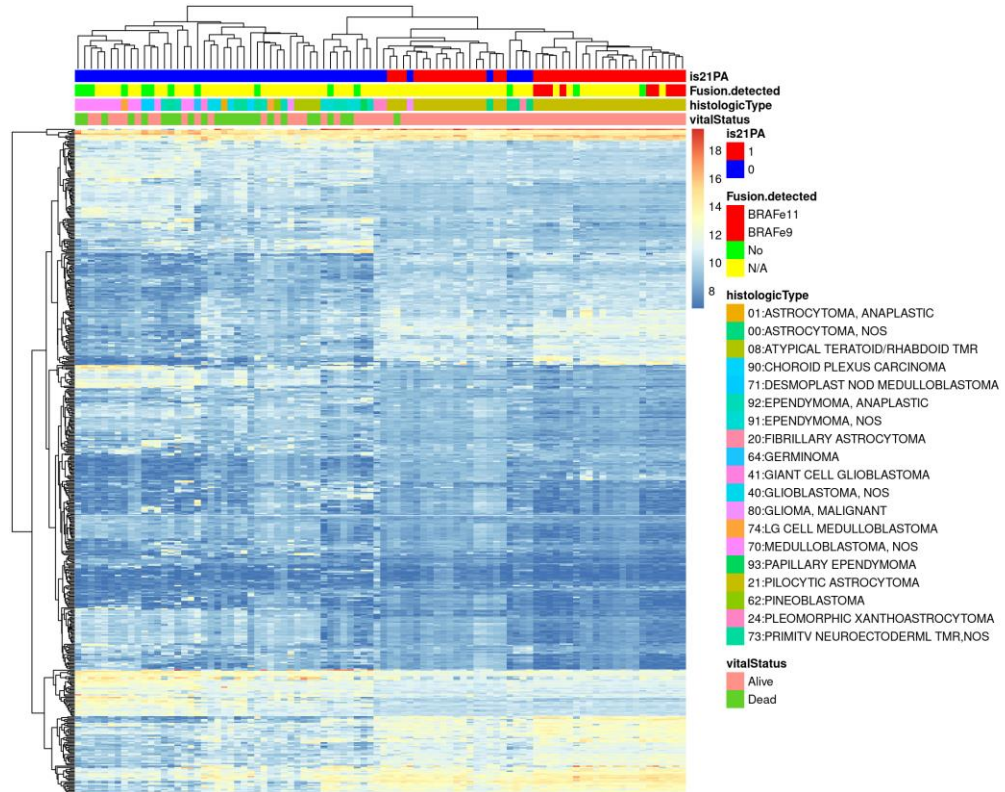 is21PA
Fusion.detected
histologicType
vitalStatus
18
16
14
12
10
8
is21PA
1
0
Fusion.detected
BRAFe11
BRAFe9
No
N/A
histologicType
01:ASTROCYTOMA, ANAPLASTIC
00:ASTROCYTOMA, NOS
08:ATYPICAL TERATOID/RHABDOID TMR
90:CHOROID PLEXUS CARCINOMA
71:DESMOPLAST NOD MEDULLOBLASTOMA
92:EPENDYMOMA, ANAPLASTIC
91:EPENDYMOMA, NOS
20:FIBRILLARY ASTROCYTOMA
64:GERMINOMA
41:GIANT CELL GLIOBLASTOMA
40:GLIOBLASTOMA, NOS
80:GLIOMA, MALIGNANT
74:LG CELL MEDULLOBLASTOMA
70:MEDULLOBLASTOMA, NOS
93:PAPILLARY EPENDYMOMA
21:PILOCYTIC ASTROCYTOMA
62:PINEOBLASTOMA
24:PLEOMORPHIC XANTHOASTROCYTOMA
73:PRIMITV NEUROECTODERML TMR,NOS
vitalStatus
Alive
Dead